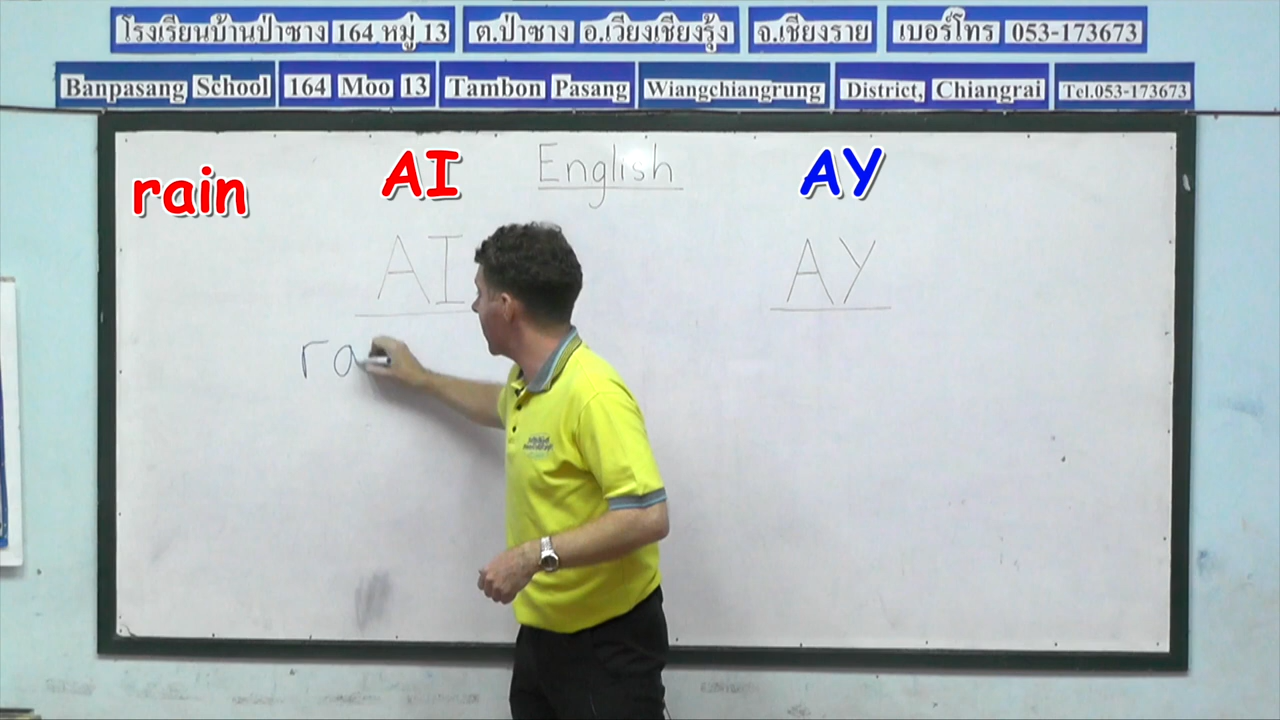 โรงเรียนบ้านป่าซาง 164 หมู่ 13 ต.ป่าซาง อ.เวียงเชียงรุ้ง จ.เชียงราย เบอร์โทร 053-173673
Banpasang School 164 Moo 13 Tambon Pasang Wiangchiangrung District, Chiangrai Tel.053-173673
rain AI English AY
AI AY
ra